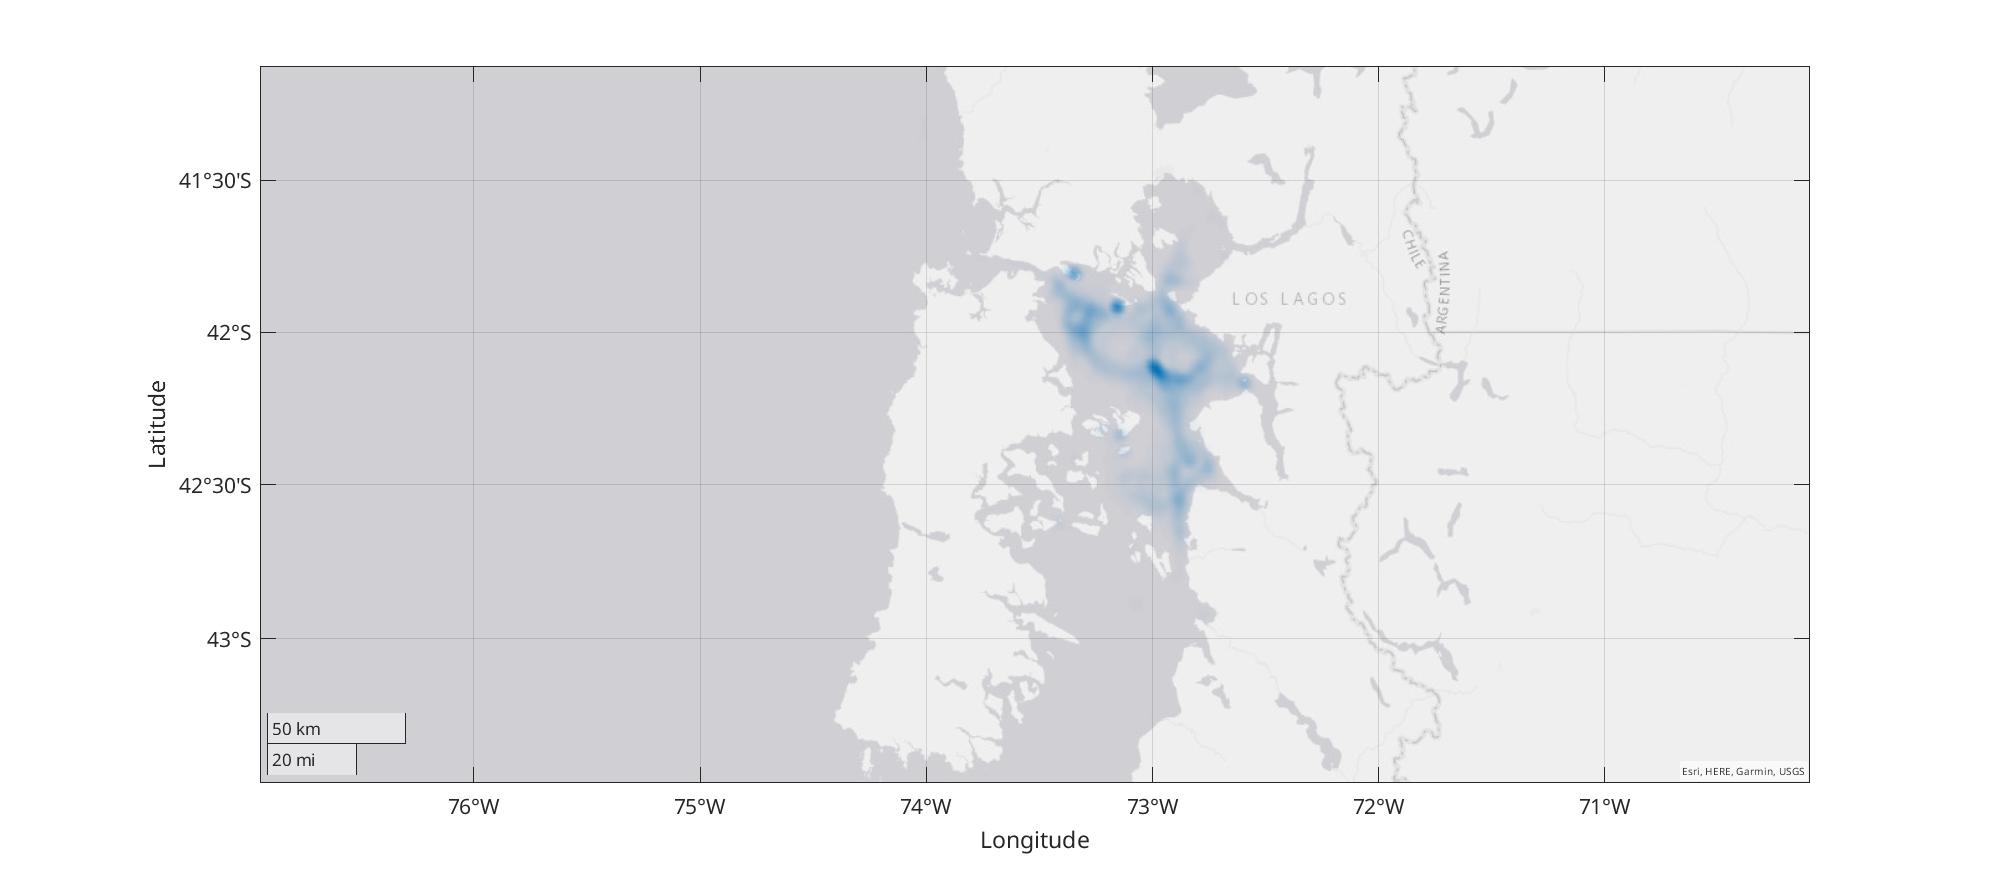 41°30'S
42°S
42°30'S
43°S
Latitude
LOS LAGOS
CHILE
ARGENTINA
50 km
20 mi
Esri, HERE, Garmin, USGS
76°W
75°W
74°W
73°W
72°W
71°W
Longitude